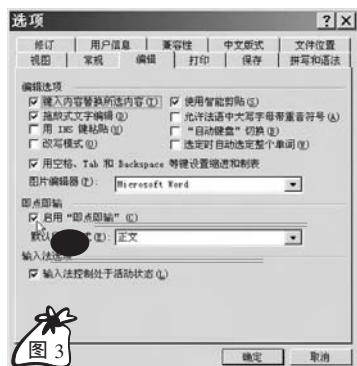 选项
修订 用户信息 兼容性 中文版式 文件位置
视图 常规 编辑 打印 保存 拼写和语法
编辑选项
键入内容替换所选内容(T) 使用智能剪贴(S)
拖放式文字编辑(D) 允许法语中大写字母带重音符号(A)
用 INS 键粘贴(U) “自动键盘”切换(B)
改写模式(O) 选定时自动选定整个单词(W)
用空格、Tab 和 Backspace 等键设置缩进和制表
图片编辑器(P): Microsoft Word
即点即输
启用“即点即输”(C)
默认 式(E): 正文
输入法选项
输入法控制处于活动状态(L)
图 3
确定 取消